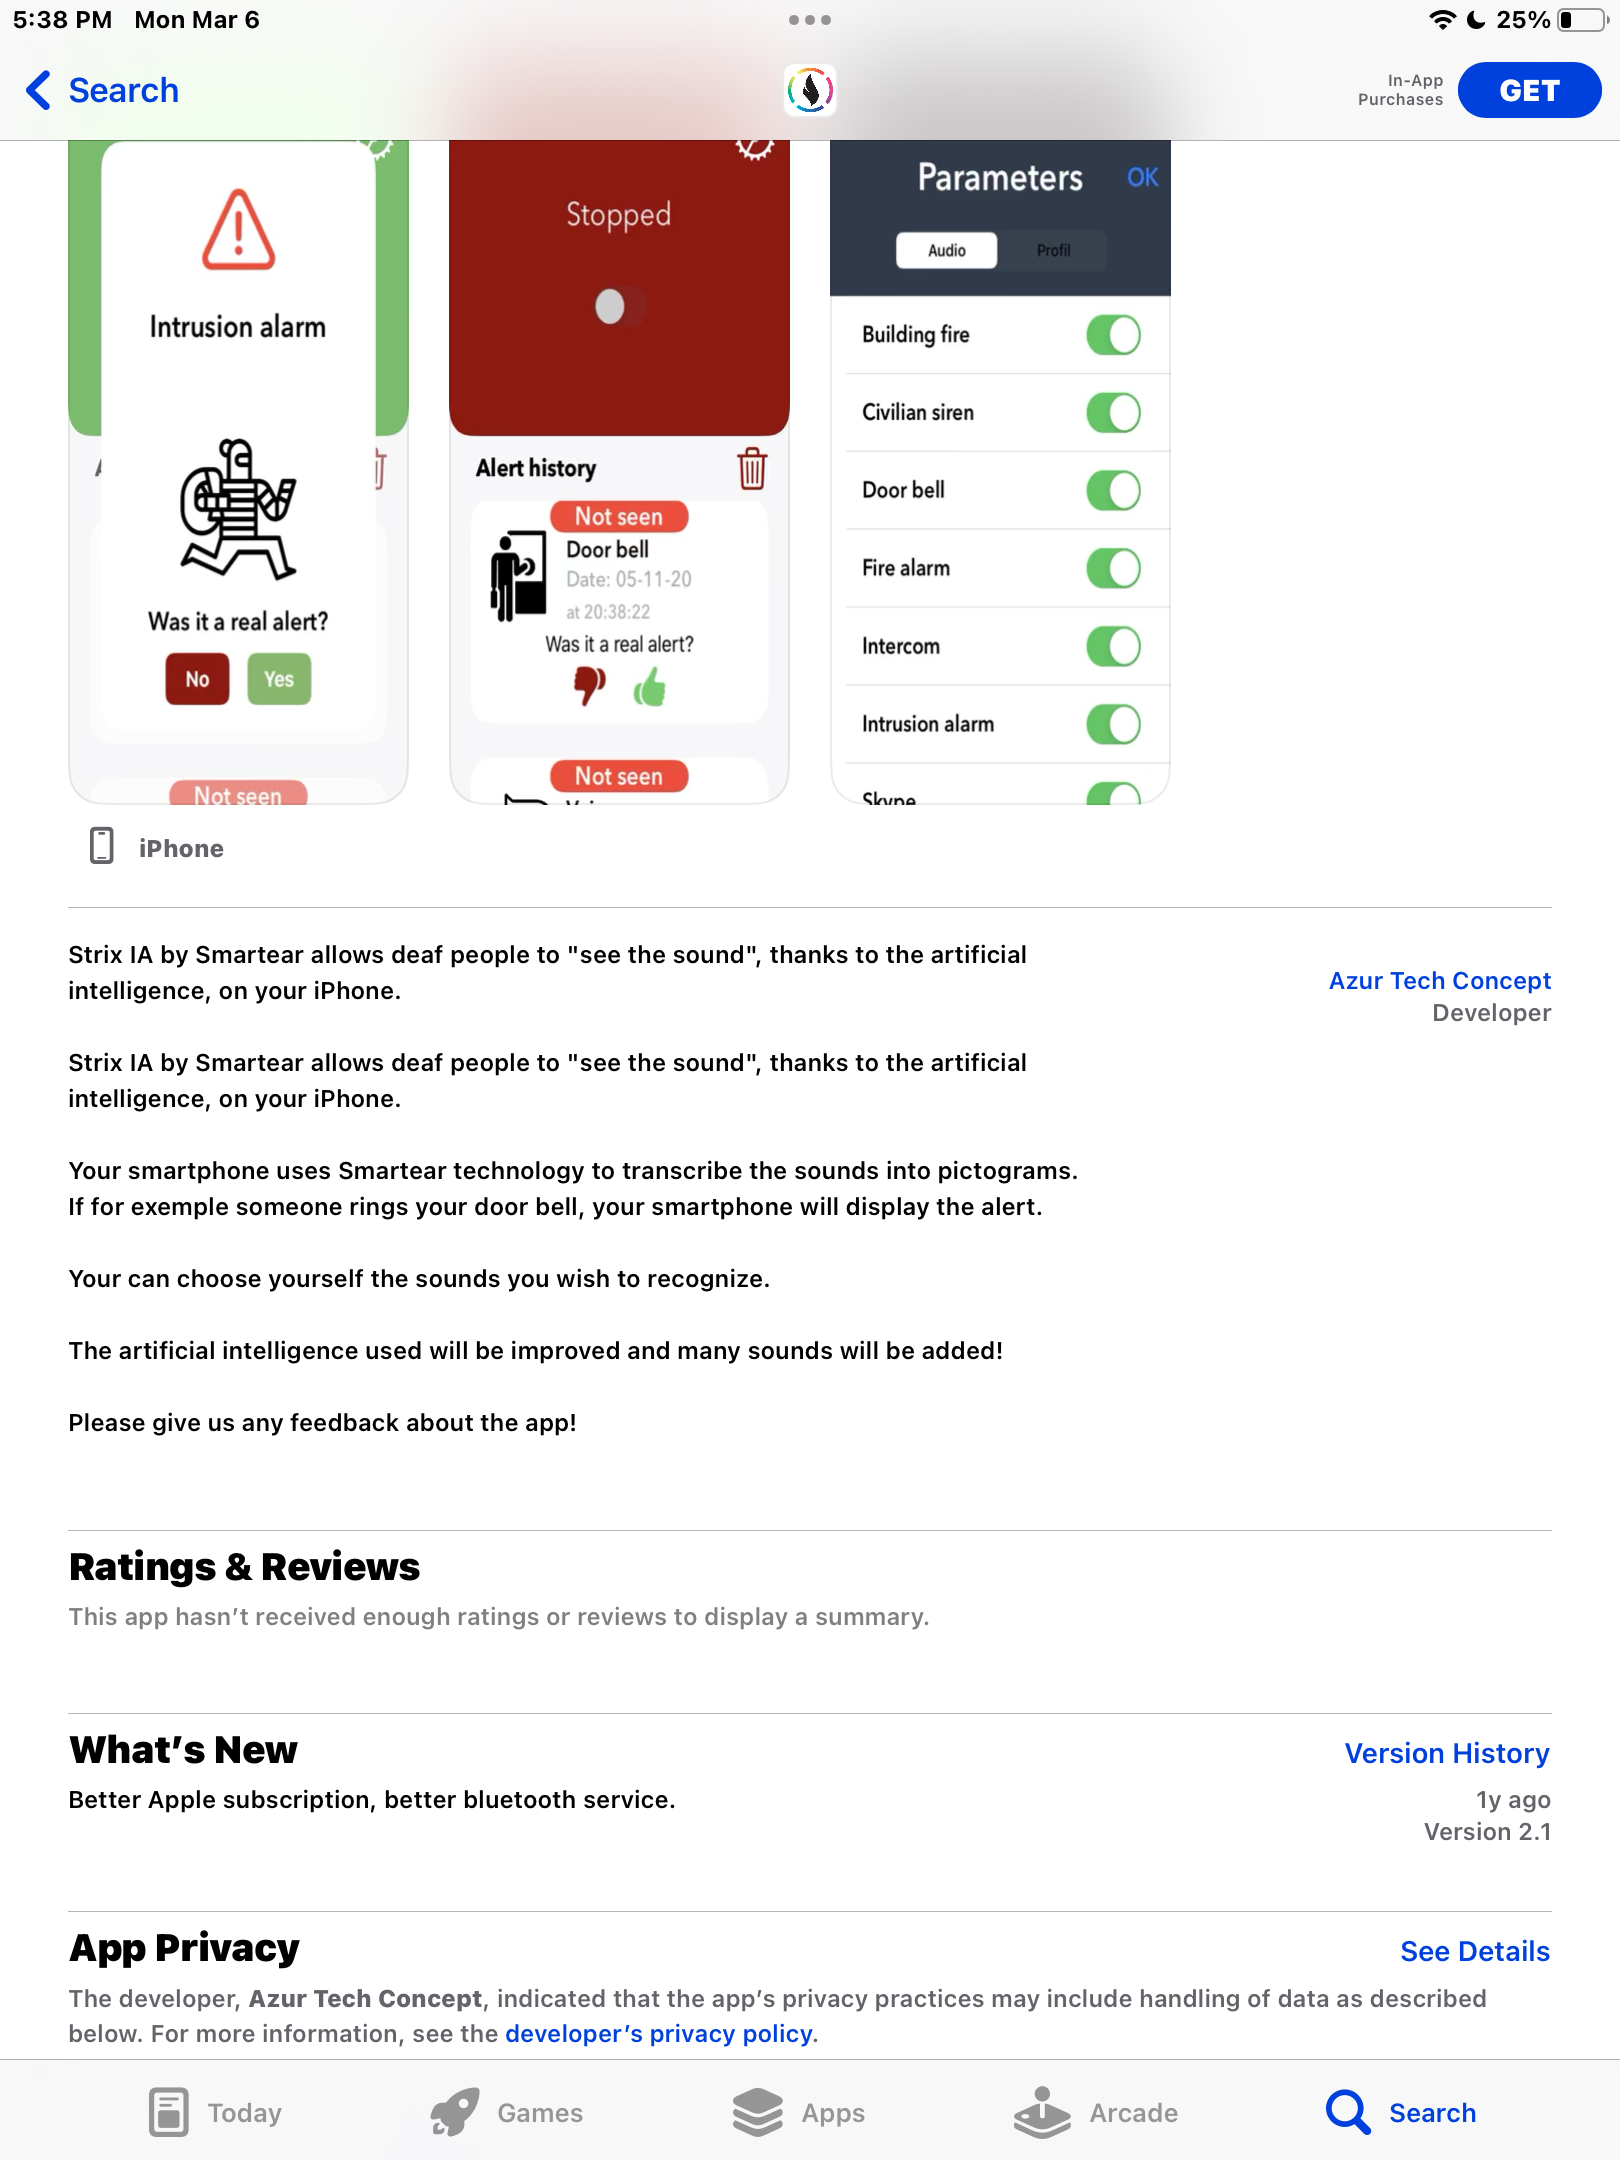 5:38 PM Mon Mar 6
25%
Search
In-App
Purchases
GET
Intrusion alarm
Was it a real alert?
No Yes
Not seen
Stopped
Alert history
Not seen
Door bell
Date: 05-11-20
at 20:38:22
Was it a real alert?
Not seen
Parameters OK
Audio Profil
Building fire
Civilian siren
Door bell
Fire alarm
Intercom
Intrusion alarm
Skype
iPhone
Strix IA by Smartear allows deaf people to "see the sound", thanks to the artificial
intelligence, on your iPhone.
Azur Tech Concept
Developer
Strix IA by Smartear allows deaf people to "see the sound", thanks to the artificial
intelligence, on your iPhone.
Your smartphone uses Smartear technology to transcribe the sounds into pictograms.
If for exemple someone rings your door bell, your smartphone will display the alert.
Your can choose yourself the sounds you wish to recognize.
The artificial intelligence used will be improved and many sounds will be added!
Please give us any feedback about the app!
Ratings & Reviews
This app hasn't received enough ratings or reviews to display a summary.
What's New
Version History
Better Apple subscription, better bluetooth service.
1y ago
Version 2.1
App Privacy
See Details
The developer, Azur Tech Concept, indicated that the app's privacy practices may include handling of data as described
below. For more information, see the developer's privacy policy.
Today Games Apps Arcade Search